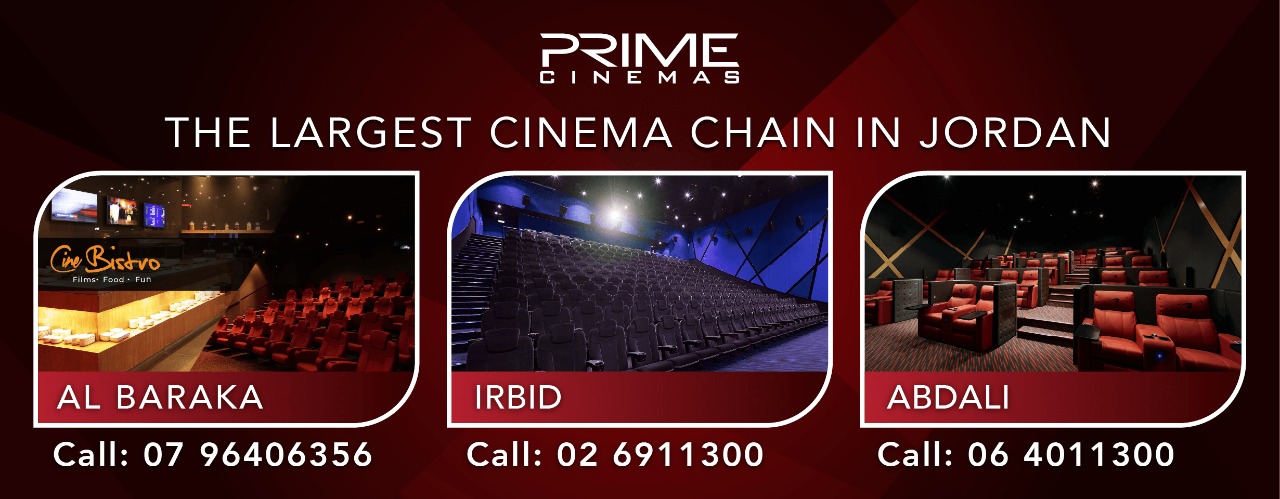 PRIME
CINEMAS
THE LARGEST CINEMA CHAIN IN JORDAN
Cine Bistro
Films• Food • Fun
AL BARAKA
IRBID
ABDALI
Call: 07 96406356
Call: 02 6911300
Call: 06 4011300